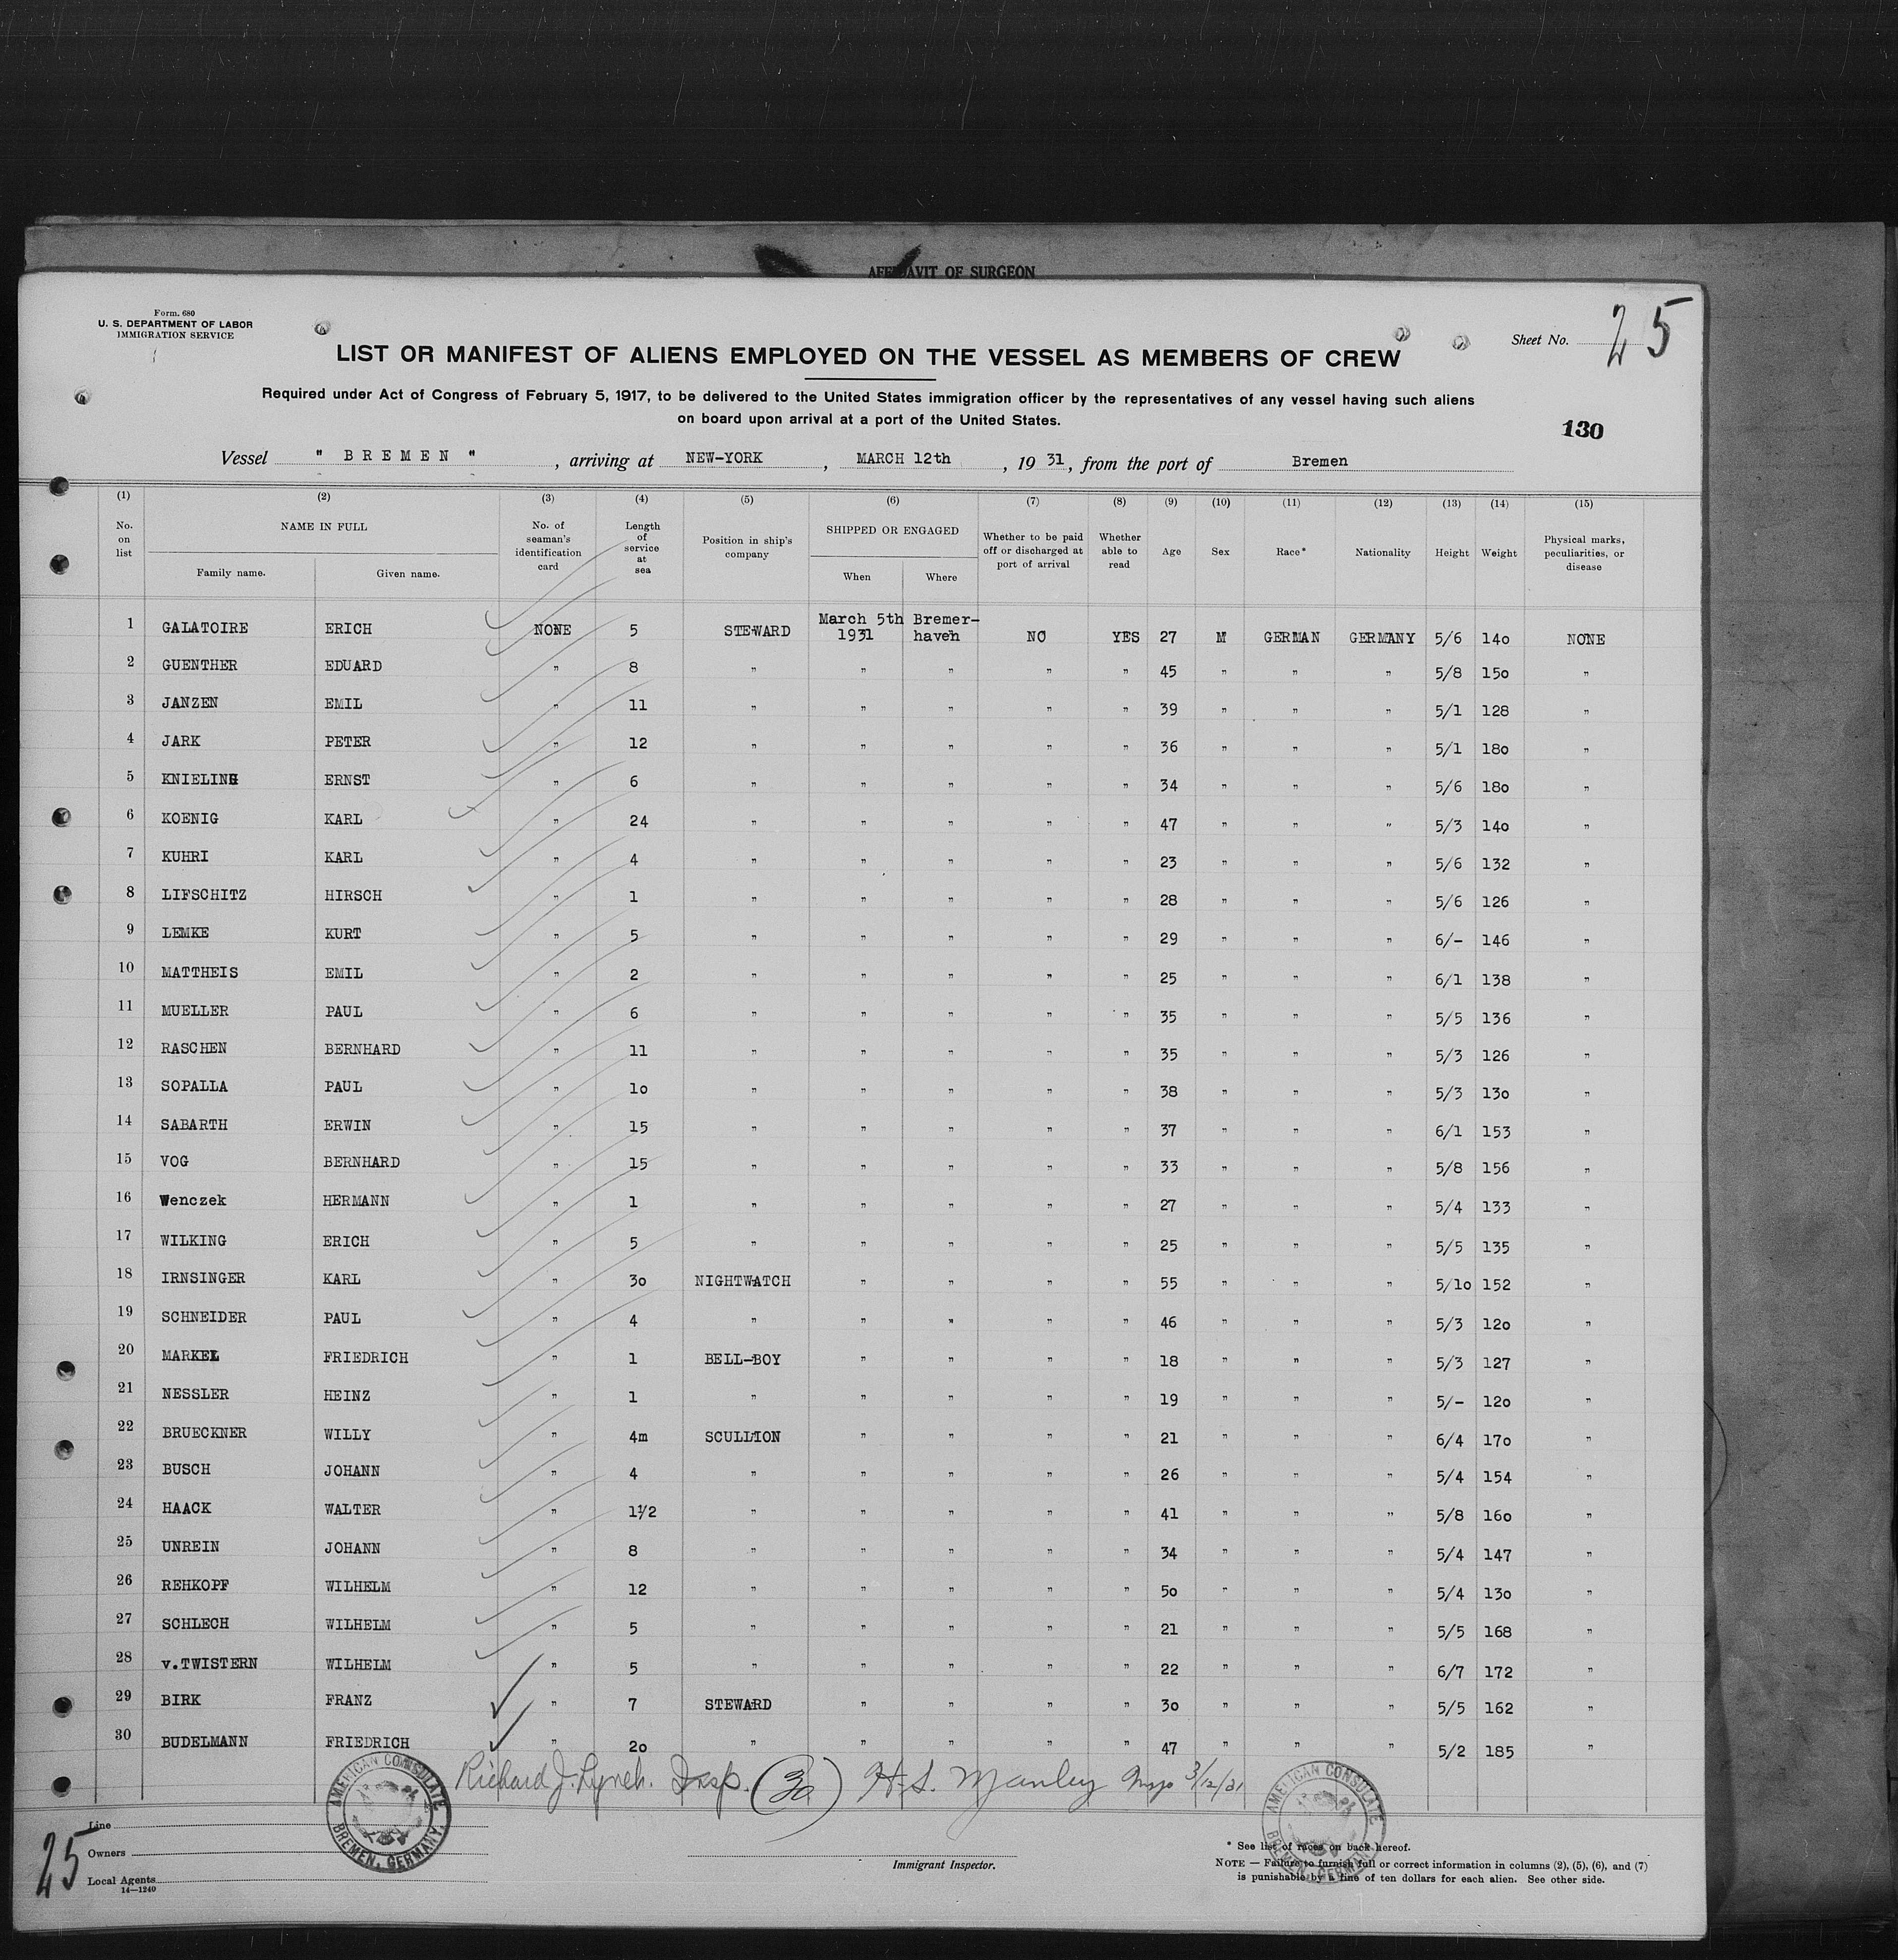 AFFIDAVIT OF SURGEON
Form. 680
U. S. DEPARTMENT OF LABOR
IMMIGRATION SERVICE
Sheet No. 25
LIST OR MANIFEST OF ALIENS EMPLOYED ON THE VESSEL AS MEMBERS OF CREW
Required under Act of Congress of February 5, 1917, to be delivered to the United States immigration officer by the representatives of any vessel having such aliens
on board upon arrival at a port of the United States.
130
Vessel " BREMEN ", arriving at NEW-YORK, MARCH 12th, 19 31, from the port of Bremen
(1) (2) (3) (4) (5) (6) (7) (8) (9) (10) (11) (12) (13) (14) (15)
No. on list NAME IN FULL Family name. Given name. No. of seaman's identification card Length of service at sea Position in ship's company SHIPPED OR ENGAGED When Where Whether to be paid off or discharged at port of arrival Whether able to read Age Sex Race* Nationality Height Weight Physical marks, peculiarities, or disease
1 GALATOIRE ERICH NONE 5 STEWARD March 5th 1931 Bremer-haven NO YES 27 M GERMAN GERMANY 5/6 140 NONE
2 GUENTHER EDUARD " 8 " " " " " 45 " " " 5/8 150 "
3 JANZEN EMIL " 11 " " " " " 39 " " " 5/1 128 "
4 JARK PETER " 12 " " " " " 36 " " " 5/1 180 "
5 KNIELING ERNST " 6 " " " " " 34 " " " 5/6 180 "
6 KOENIG KARL " 24 " " " " " 47 " " " 5/3 140 "
7 KUHRI KARL " 4 " " " " " 23 " " " 5/6 132 "
8 LIFSCHITZ HIRSCH " 1 " " " " " 28 " " " 5/6 126 "
9 LEMKE KURT " 5 " " " " " 29 " " " 6/- 146 "
10 MATTHEIS EMIL " 2 " " " " " 25 " " " 6/1 138 "
11 MUELLER PAUL " 6 " " " " " 35 " " " 5/5 136 "
12 RASCHEN BERNHARD " 11 " " " " " 35 " " " 5/3 126 "
13 SOPALLA PAUL " 10 " " " " " 38 " " " 5/3 130 "
14 SABARTH ERWIN " 15 " " " " " 37 " " " 6/1 153 "
15 VOG BERNHARD " 15 " " " " " 33 " " " 5/8 156 "
16 Wenczek HERMANN " 1 " " " " " 27 " " " 5/4 133 "
17 WILKING ERICH " 5 " " " " " 25 " " " 5/5 135 "
18 IRNSINGER KARL " 30 NIGHTWATCH " " " " 55 " " " 5/10 152 "
19 SCHNEIDER PAUL " 4 " " " " " 46 " " " 5/3 120 "
20 MARKEL FRIEDRICH " 1 BELL-BOY " " " " 18 " " " 5/3 127 "
21 NESSLER HEINZ " 1 " " " " " 19 " " " 5/- 120 "
22 BRUECKNER WILLY " 4m SCULLION " " " " 21 " " " 6/4 170 "
23 BUSCH JOHANN " 4 " " " " " 26 " " " 5/4 154 "
24 HAACK WALTER " 1½ " " " " " 41 " " " 5/8 160 "
25 UNREIN JOHANN " 8 " " " " " 34 " " " 5/4 147 "
26 REHKOPF WILHELM " 12 " " " " " 50 " " " 5/4 130 "
27 SCHLECH WILHELM " 5 " " " " " 21 " " " 5/5 168 "
28 v.TWISTERN WILHELM " 5 " " " " " 22 " " " 6/7 172 "
29 BIRK FRANZ " 7 STEWARD " " " " 30 " " " 5/5 162 "
30 BUDELMANN FRIEDRICH " 20 " " " " " 47 " " " 5/2 185 "
Richard J. Lynch. Insp. (30) H. S. Manley Insp 3/12/31
AMERICAN CONSULATE BREMEN, GERMANY.
AMERICAN CONSULATE BREMEN, GERMANY.
25
Line
Owners
Local Agents
14—1240
Immigrant Inspector.
* See list of races on back hereof.
NOTE — Failure to furnish full or correct information in columns (2), (5), (6), and (7)
is punishable by a fine of ten dollars for each alien. See other side.